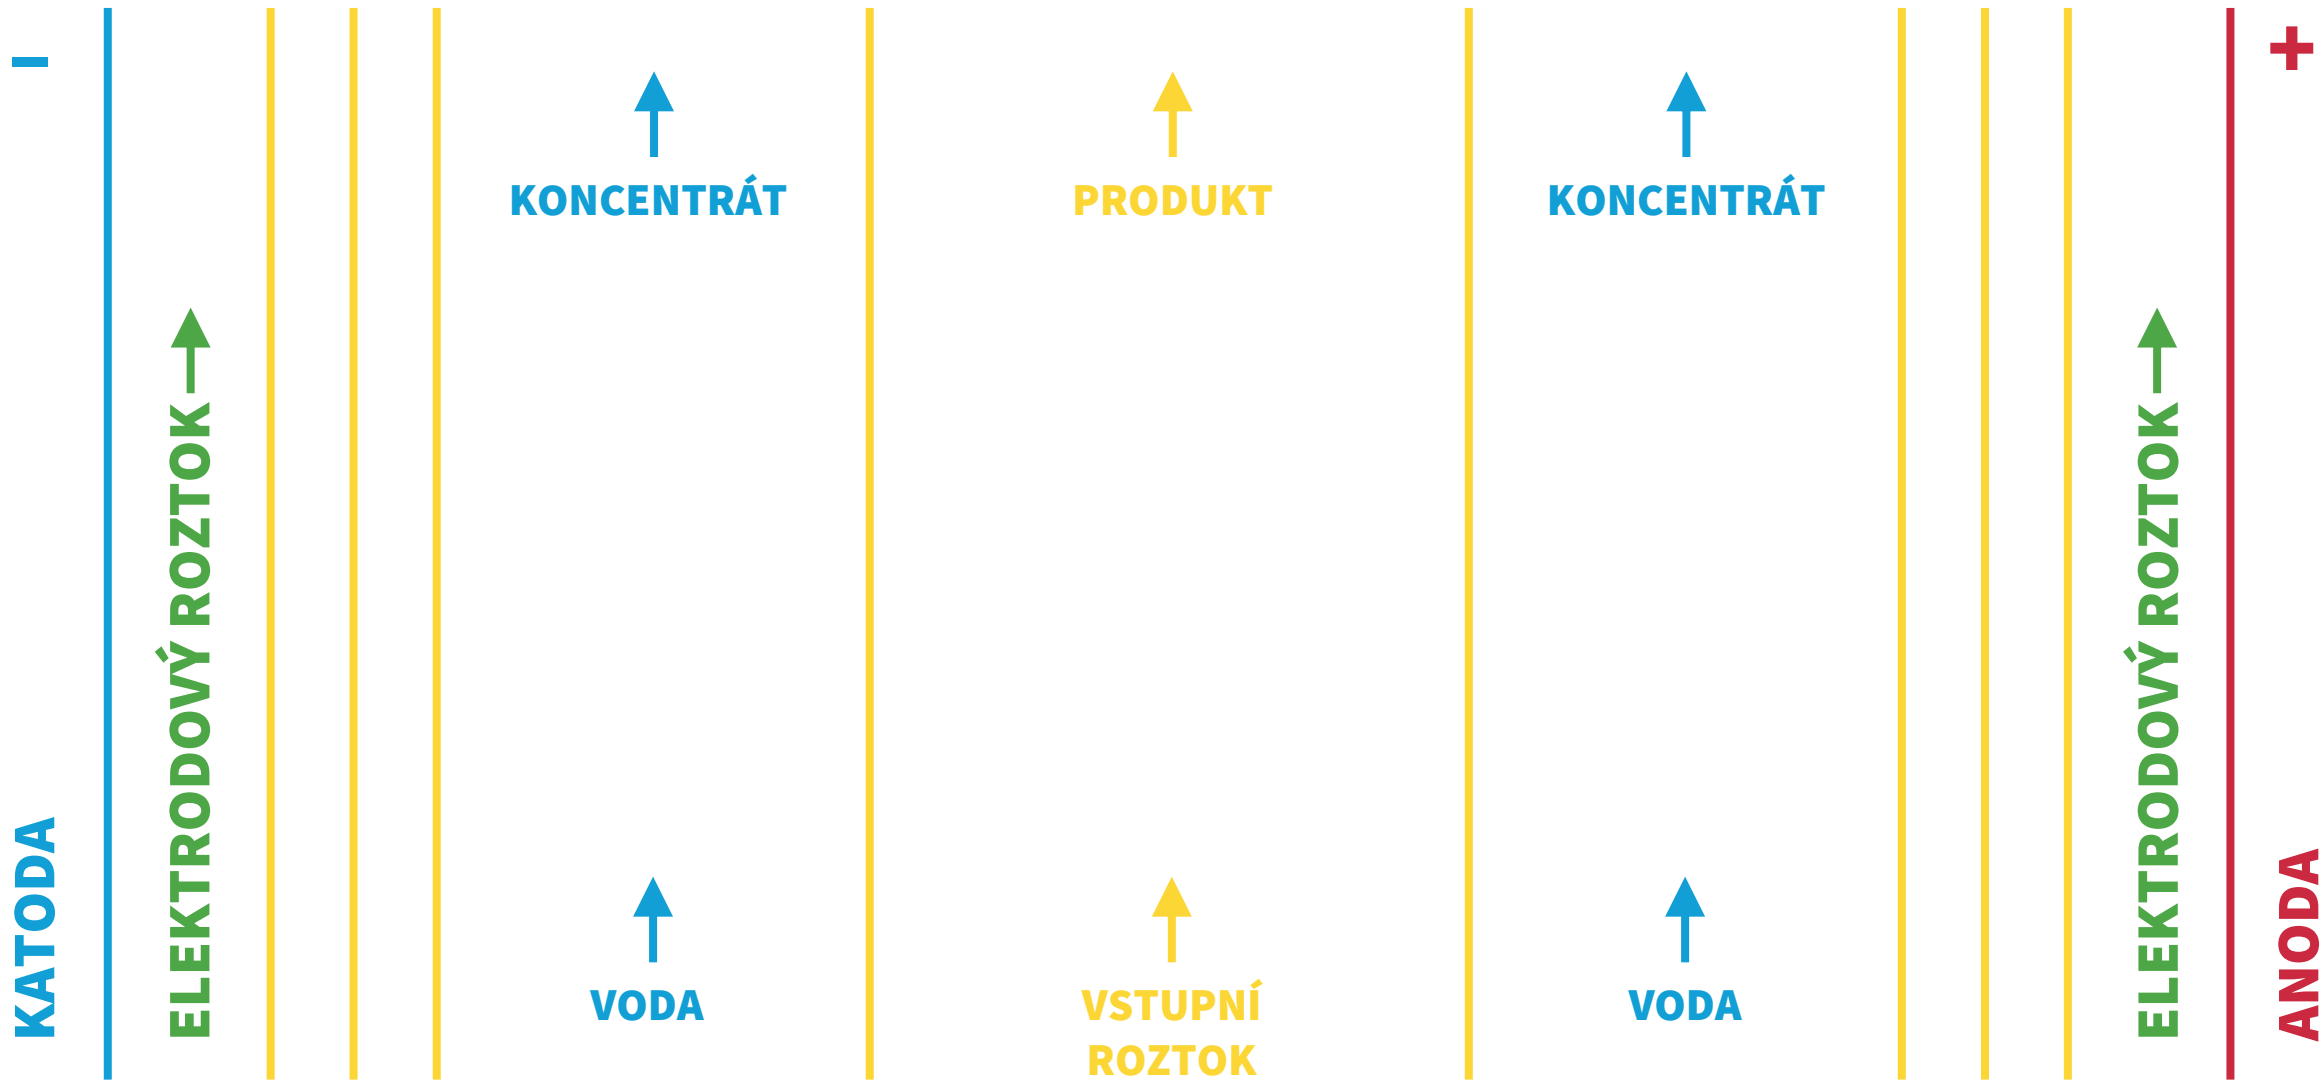 –
+
KONCENTRÁT
PRODUKT
KONCENTRÁT
KATODA
ELEKTRODOVÝ ROZTOK
ELEKTRODOVÝ ROZTOK
ANODA
VODA
VSTUPNÍ
ROZTOK
VODA